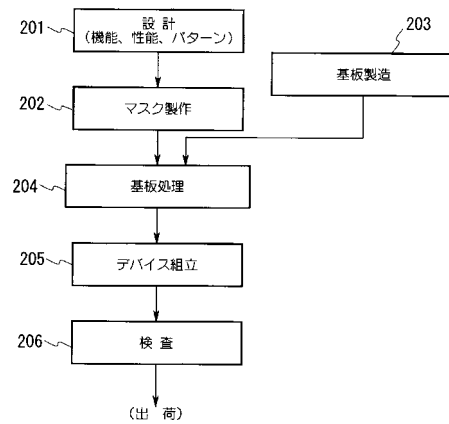 201
設 計
(機能、性能、パターン)
203
基板製造
202
マスク製作
204
基板処理
205
デバイス組立
206
検 査
(出 荷)